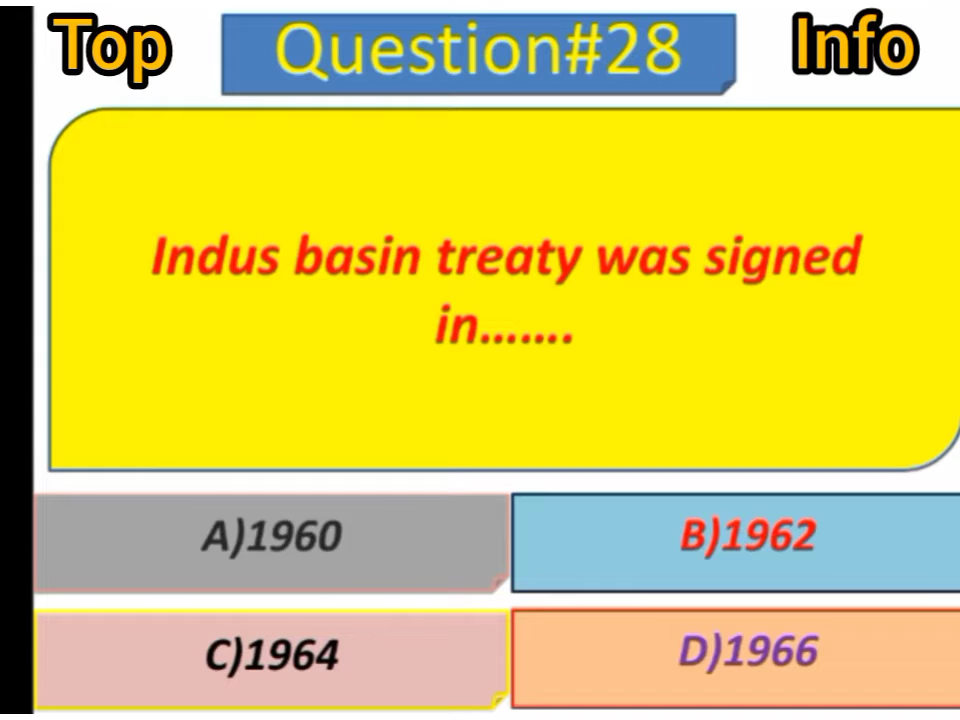 Top Question#28 Info
Indus basin treaty was signed
in.......
A)1960 B)1962
C)1964 D)1966